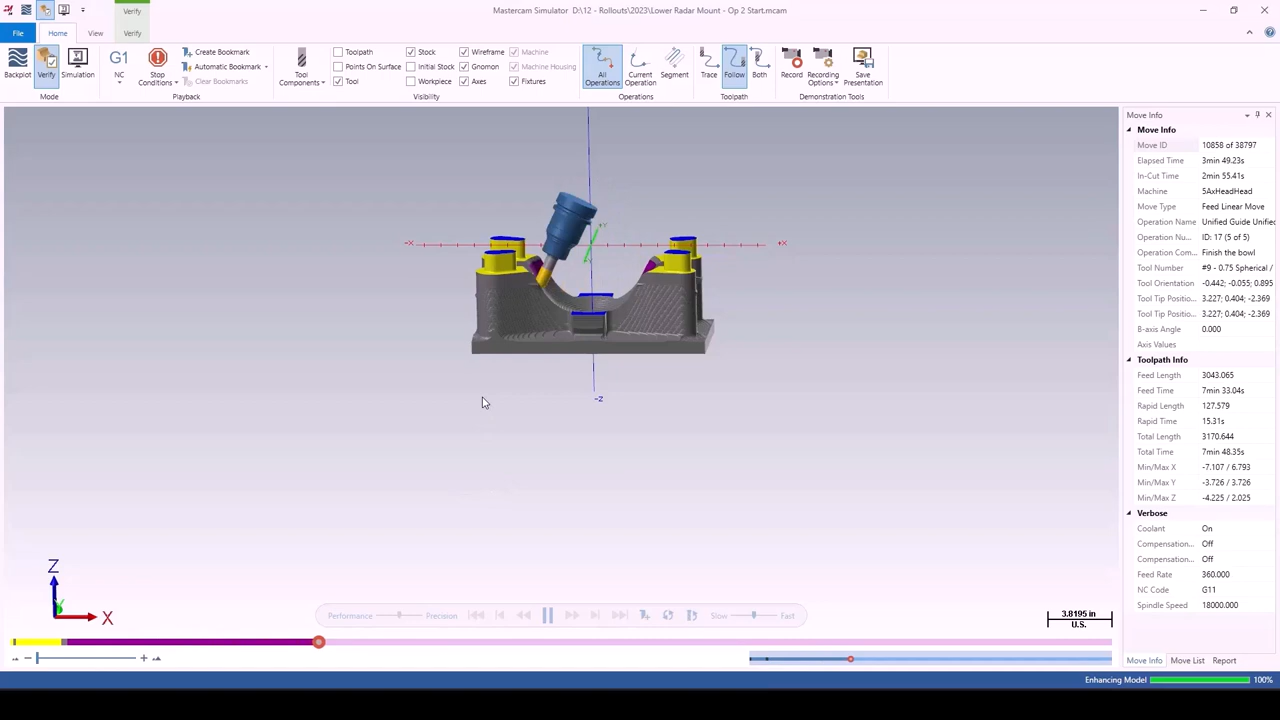 Verify
Mastercam Simulator D:\12 - Rollouts\2023\Lower Radar Mount - Op 2 Start.mcam
File
Home
View
Verify
Backplot
Verify
Simulation
Mode
G1
NC
Stop
Conditions
Create Bookmark
Automatic Bookmark
Clear Bookmarks
Playback
Tool
Components
Toolpath
Points On Surface
Tool
Stock
Initial Stock
Workpiece
Wireframe
Gnomon
Axes
Machine
Machine Housing
Fixtures
Visibility
All
Operations
Current
Operation
Segment
Operations
Trace
Follow
Both
Toolpath
Record
Recording
Options
Save
Presentation
Demonstration Tools
-X
+Y
+X
-Z
Z
Y
X
Performance
Precision
Slow
Fast
3.8195 in
U.S.
Move Info
Move Info
Move ID 10858 of 38797
Elapsed Time 3min 49.23s
In-Cut Time 2min 55.41s
Machine 5AxHeadHead
Move Type Feed Linear Move
Operation Name Unified Guide Unified
Operation Nu... ID: 17 (5 of 5)
Operation Com... Finish the bowl
Tool Number #9 - 0.75 Spherical /
Tool Orientation -0.442; -0.055; 0.895
Tool Tip Positio... 3.227; 0.404; -2.369
Tool Tip Positio... 3.227; 0.404; -2.369
B-axis Angle 0.000
Axis Values
Toolpath Info
Feed Length 3043.065
Feed Time 7min 33.04s
Rapid Length 127.579
Rapid Time 15.31s
Total Length 3170.644
Total Time 7min 48.35s
Min/Max X -7.107 / 6.793
Min/Max Y -3.726 / 3.726
Min/Max Z -4.225 / 2.025
Verbose
Coolant On
Compensation... Off
Compensation... Off
Feed Rate 360.000
NC Code G11
Spindle Speed 18000.000
Move Info
Move List
Report
Enhancing Model
100%